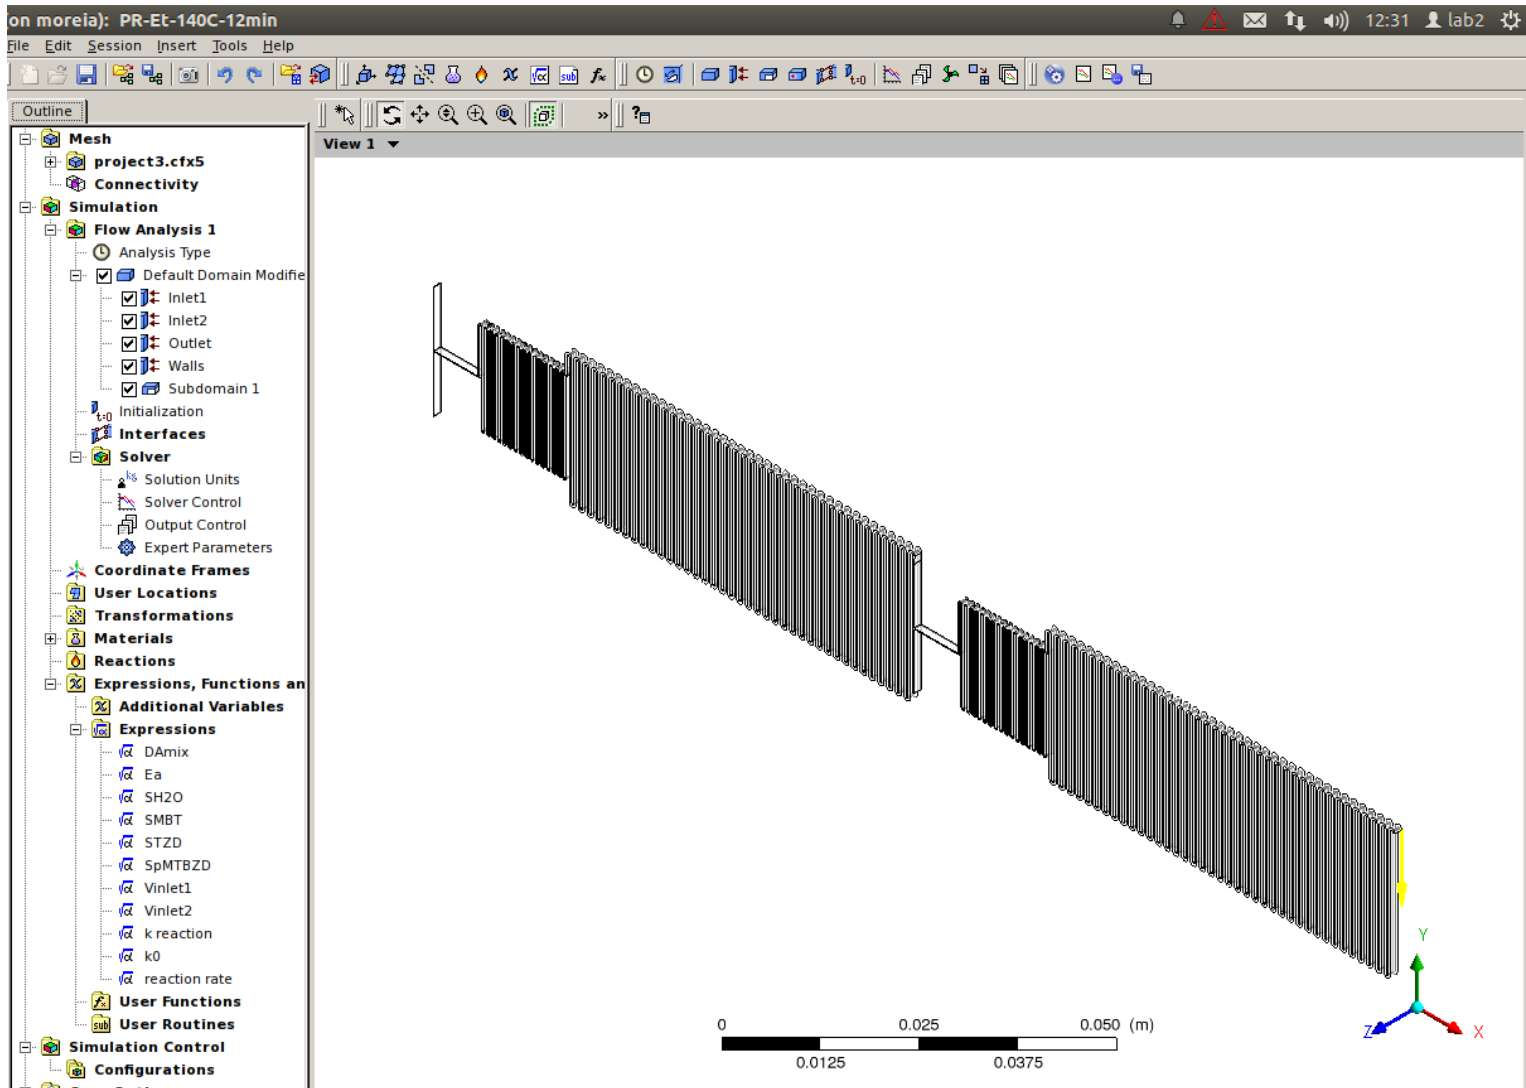 (on moreia): PR-Et-140C-12min
12:31 lab2
File Edit Session Insert Tools Help
sub
t=0
Outline
View 1
Mesh
project3.cfx5
Connectivity
Simulation
Flow Analysis 1
Analysis Type
Default Domain Modifie
Inlet1
Inlet2
Outlet
Walls
Subdomain 1
t=0 Initialization
Interfaces
Solver
Solution Units
Solver Control
Output Control
Expert Parameters
Coordinate Frames
User Locations
Transformations
Materials
Reactions
Expressions, Functions an
Additional Variables
Expressions
DAmix
Ea
SH2O
SMBT
STZD
SpMTBZD
Vinlet1
Vinlet2
k reaction
k0
reaction rate
User Functions
sub User Routines
Simulation Control
Configurations
0 0.025 0.050 (m)
0.0125 0.0375
Y
Z X